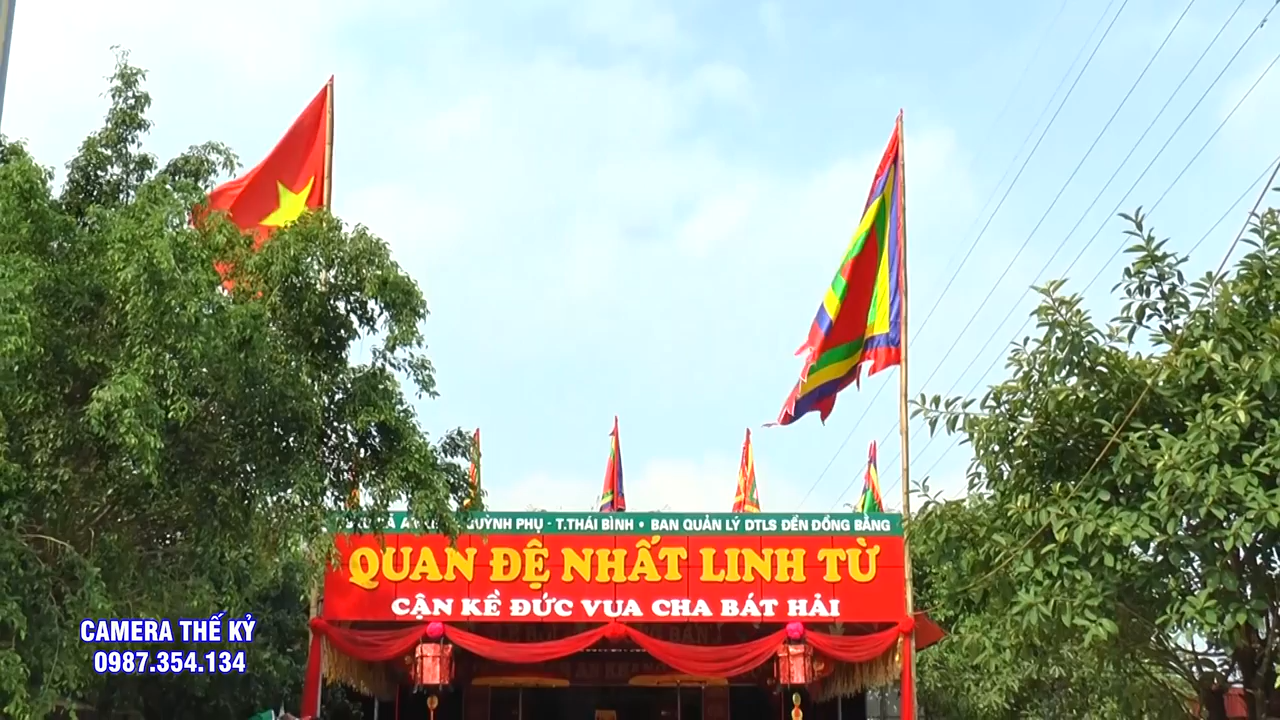 QUỲNH PHỤ - T.THÁI BÌNH • BAN QUẢN LÝ DTLS ĐỀN ĐỒNG BẰNG
QUAN ĐỆ NHẤT LINH TỪ
CẬN KỀ ĐỨC VUA CHA BÁT HẢI
CAMERA THẾ KỶ
0987.354.134